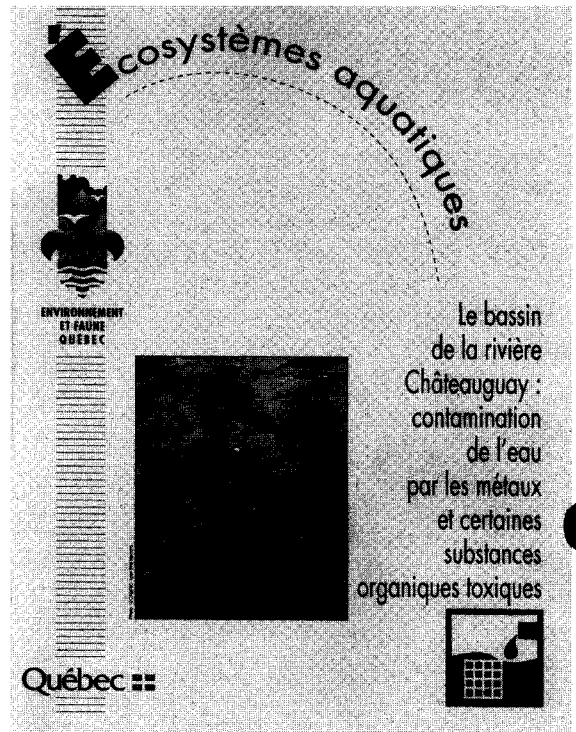 Écosystèmes aquatiques
ENVIRONNEMENT
ET FAUNE
QUÉBEC
Le bassin
de la rivière
Châteauguay :
contamination
de l'eau
par les métaux
et certaines
substances
organiques toxiques
Québec